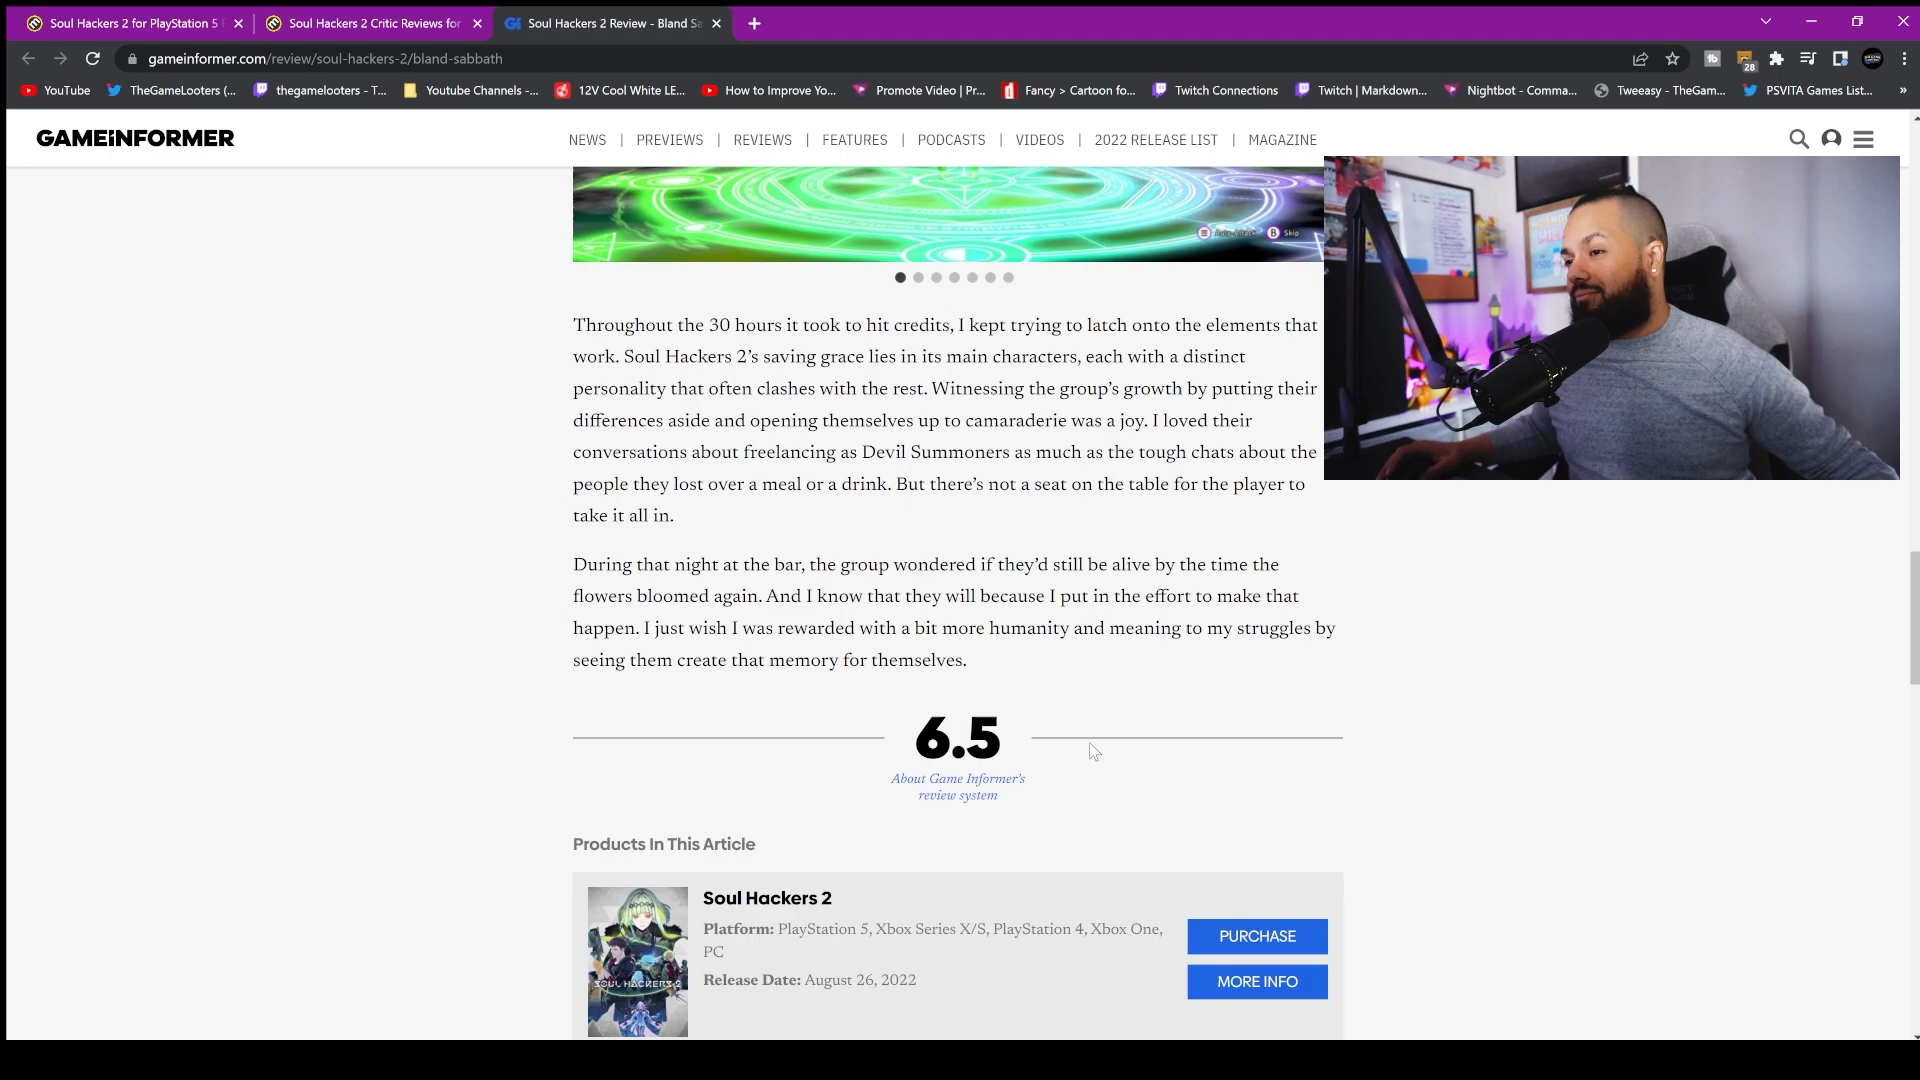 Soul Hackers 2 for PlayStation 5
Soul Hackers 2 Critic Reviews for
Soul Hackers 2 Review - Bland Sa
gameinformer.com/review/soul-hackers-2/bland-sabbath
28
YouTube
TheGameLooters (...
thegamelooters - T...
Youtube Channels -...
12V Cool White LE...
How to Improve Yo...
Promote Video | Pr...
Fancy > Cartoon fo...
Twitch Connections
Twitch | Markdown...
Nightbot - Comma...
Tweeasy - TheGam...
PSVITA Games List...
»
GAMEINFORMER
NEWS | PREVIEWS | REVIEWS | FEATURES | PODCASTS | VIDEOS | 2022 RELEASE LIST | MAGAZINE
Auto-Attack B Skip
Throughout the 30 hours it took to hit credits, I kept trying to latch onto the elements that
work. Soul Hackers 2’s saving grace lies in its main characters, each with a distinct
personality that often clashes with the rest. Witnessing the group’s growth by putting their
differences aside and opening themselves up to camaraderie was a joy. I loved their
conversations about freelancing as Devil Summoners as much as the tough chats about the
people they lost over a meal or a drink. But there’s not a seat on the table for the player to
take it all in.
During that night at the bar, the group wondered if they’d still be alive by the time the
flowers bloomed again. And I know that they will because I put in the effort to make that
happen. I just wish I was rewarded with a bit more humanity and meaning to my struggles by
seeing them create that memory for themselves.
6.5
About Game Informer's
review system
Products In This Article
Soul Hackers 2
Platform: PlayStation 5, Xbox Series X/S, PlayStation 4, Xbox One,
PC
Release Date: August 26, 2022
PURCHASE
MORE INFO
SOUL HACKERS 2